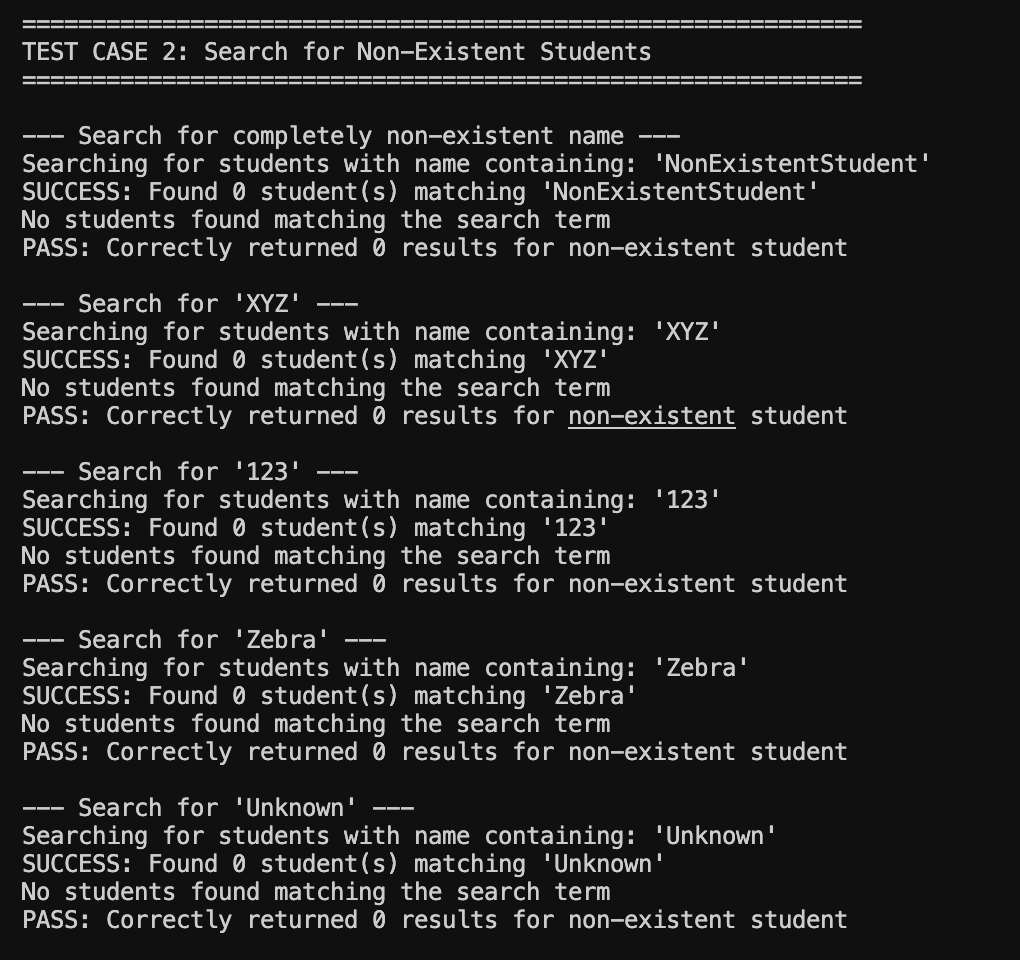 ============================================================
TEST CASE 2: Search for Non-Existent Students
============================================================
--- Search for completely non-existent name ---
Searching for students with name containing: 'NonExistentStudent'
SUCCESS: Found 0 student(s) matching 'NonExistentStudent'
No students found matching the search term
PASS: Correctly returned 0 results for non-existent student
--- Search for 'XYZ' ---
Searching for students with name containing: 'XYZ'
SUCCESS: Found 0 student(s) matching 'XYZ'
No students found matching the search term
PASS: Correctly returned 0 results for non-existent student
--- Search for '123' ---
Searching for students with name containing: '123'
SUCCESS: Found 0 student(s) matching '123'
No students found matching the search term
PASS: Correctly returned 0 results for non-existent student
--- Search for 'Zebra' ---
Searching for students with name containing: 'Zebra'
SUCCESS: Found 0 student(s) matching 'Zebra'
No students found matching the search term
PASS: Correctly returned 0 results for non-existent student
--- Search for 'Unknown' ---
Searching for students with name containing: 'Unknown'
SUCCESS: Found 0 student(s) matching 'Unknown'
No students found matching the search term
PASS: Correctly returned 0 results for non-existent student